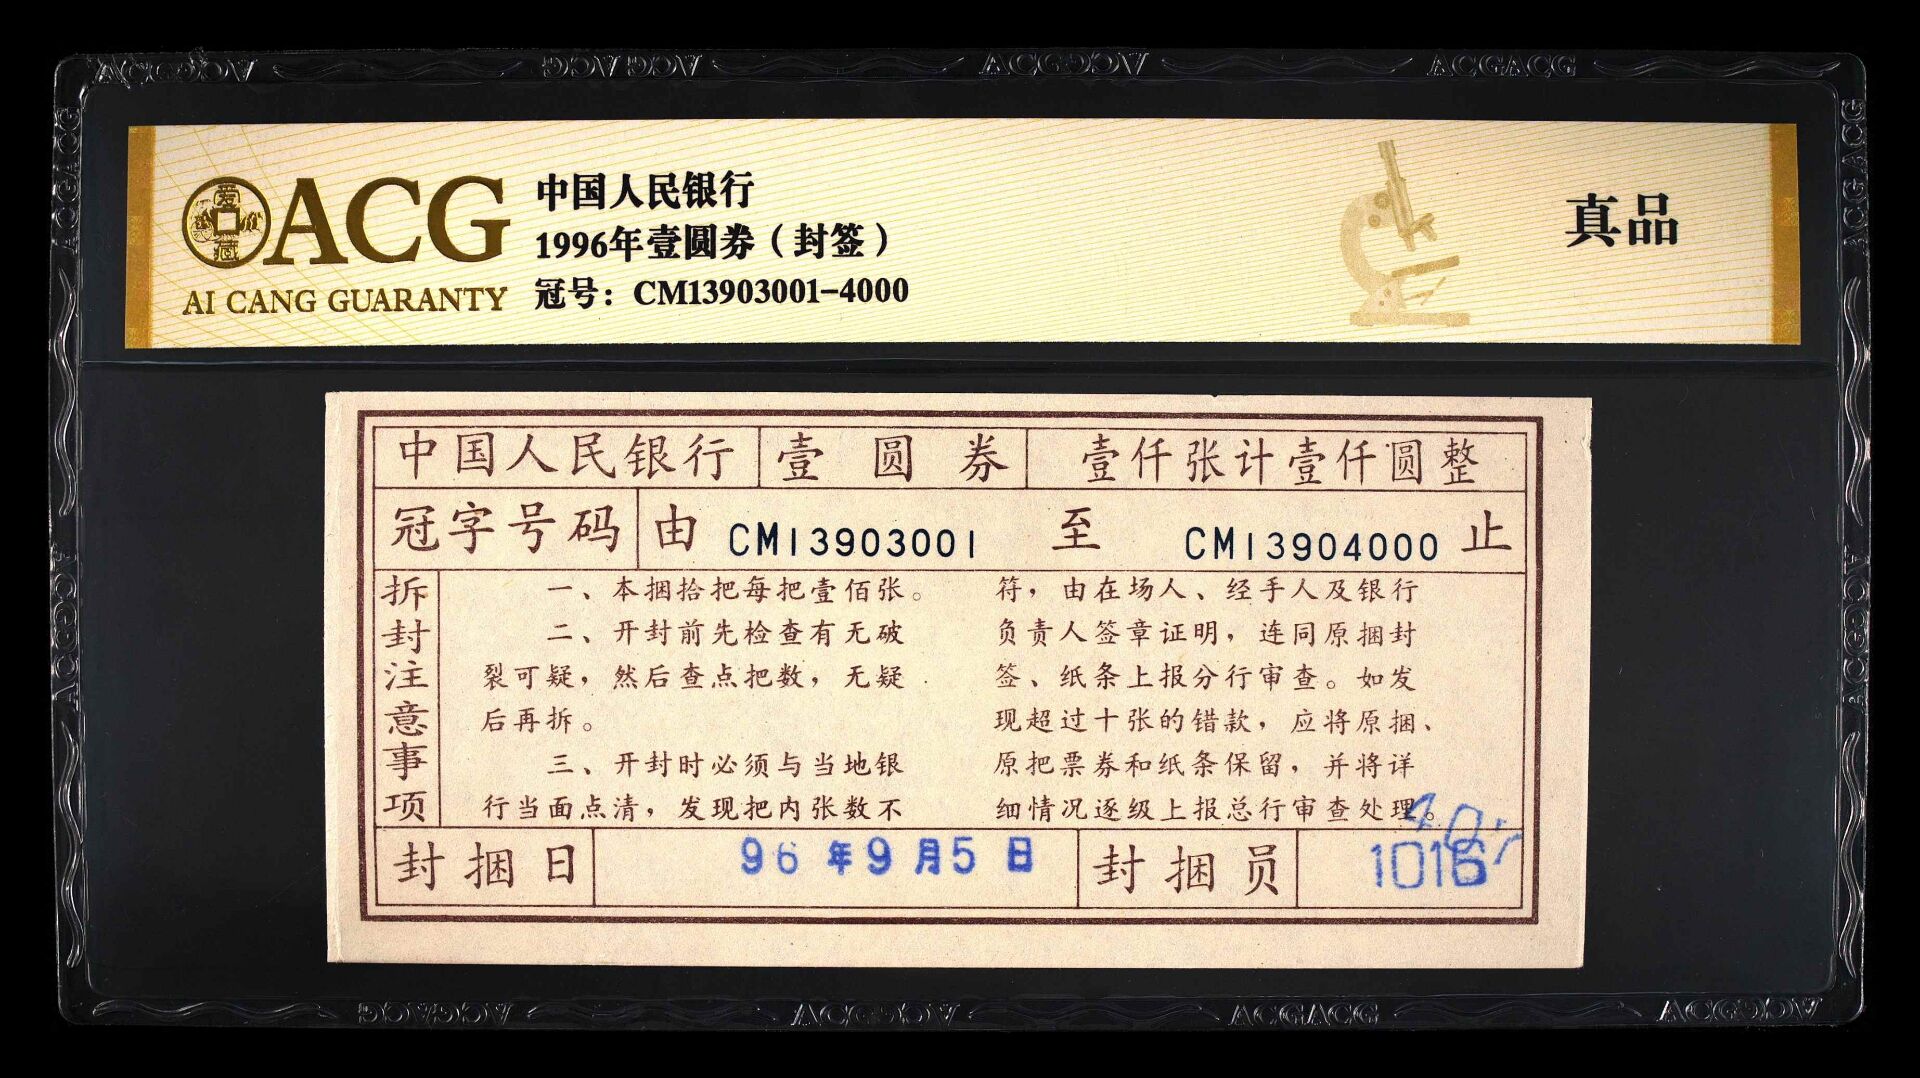 ACG
AI CANG GUARANTY
中国人民银行
1996年壹圆券（封签）
冠号：CM13903001-4000
真品
中国人民银行 壹圆券 壹仟张计壹仟圆整
冠字号码 由 CM13903001 至 CM13904000 止
拆封注意事项
一、本捆拾把每把壹佰张。
二、开封前先检查有无破
裂可疑，然后查点把数，无疑
后再拆。
三、开封时必须与当地银
行当面点清，发现把内张数不
符，由在场人、经手人及银行
负责人签章证明，连同原捆封
签、纸条上报分行审查。如发
现超过十张的错款，应将原捆、
原把票券和纸条保留，并将详
细情况逐级上报总行审查处理。
封捆日 96年9月5日 封捆员 1016